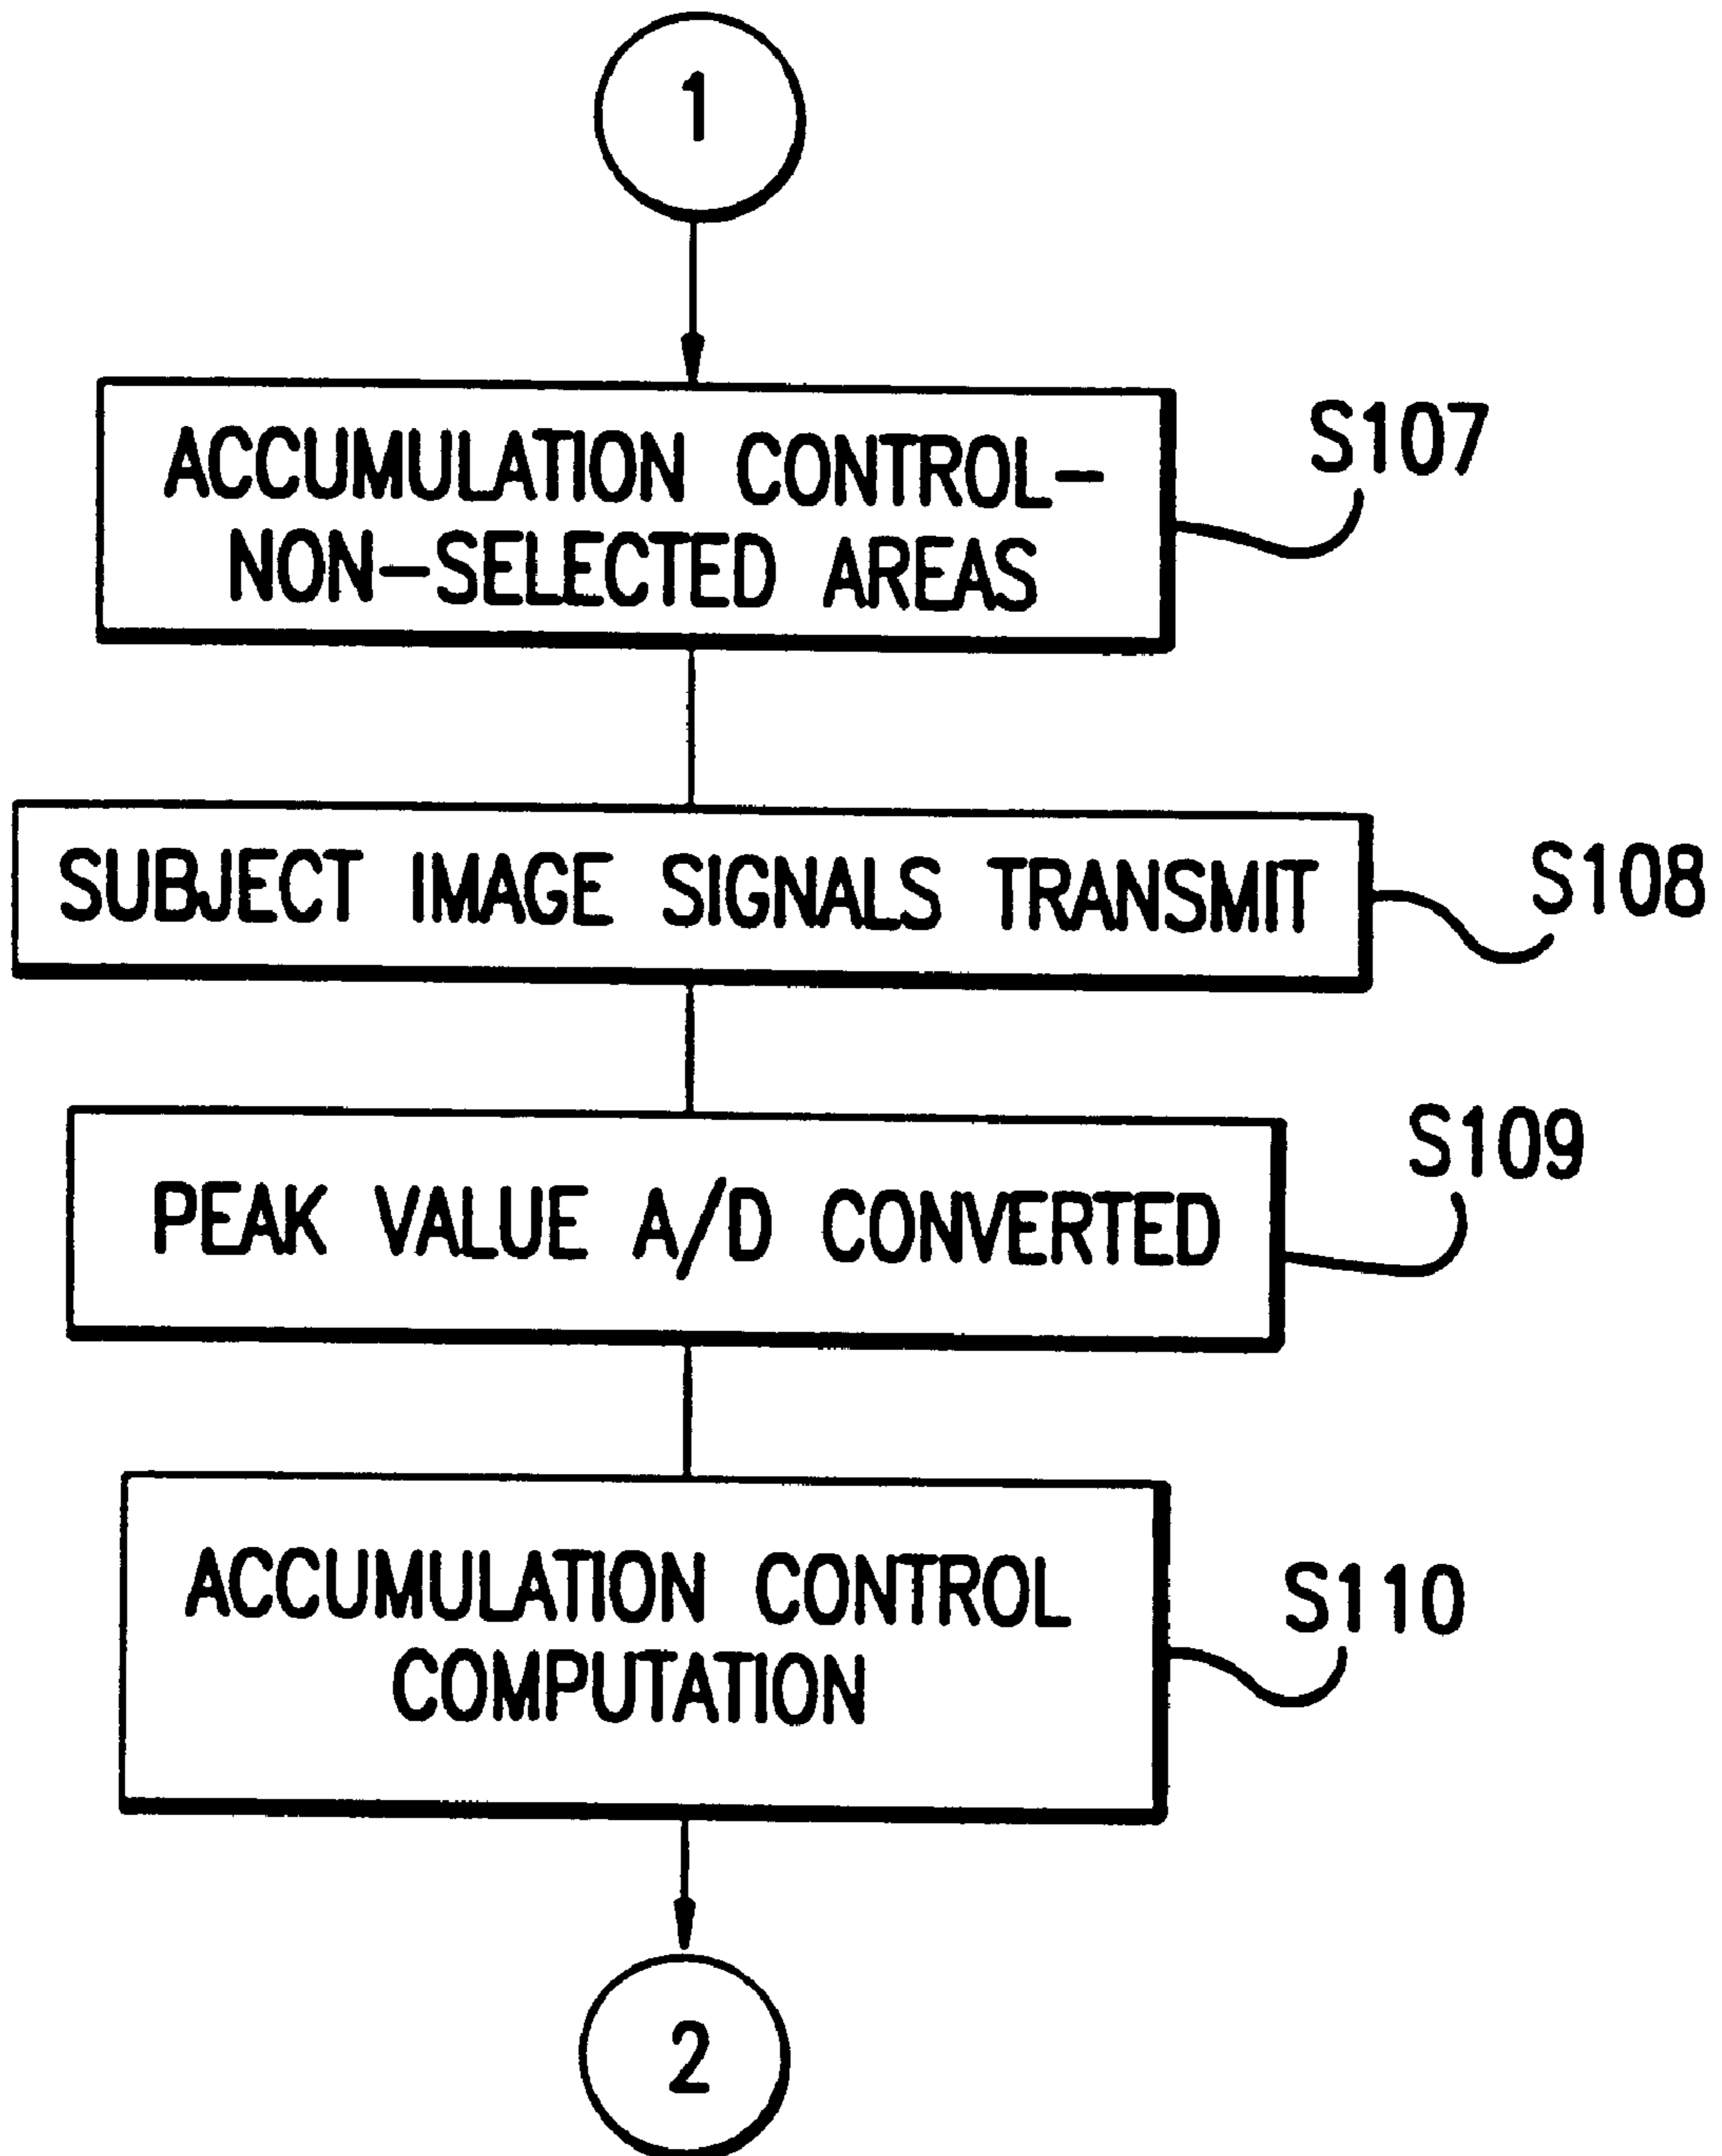 1
ACCUMULATION CONTROL-
NON-SELECTED AREAS
S107
SUBJECT IMAGE SIGNALS TRANSMIT
S108
PEAK VALUE A/D CONVERTED
S109
ACCUMULATION CONTROL
COMPUTATION
S110
2